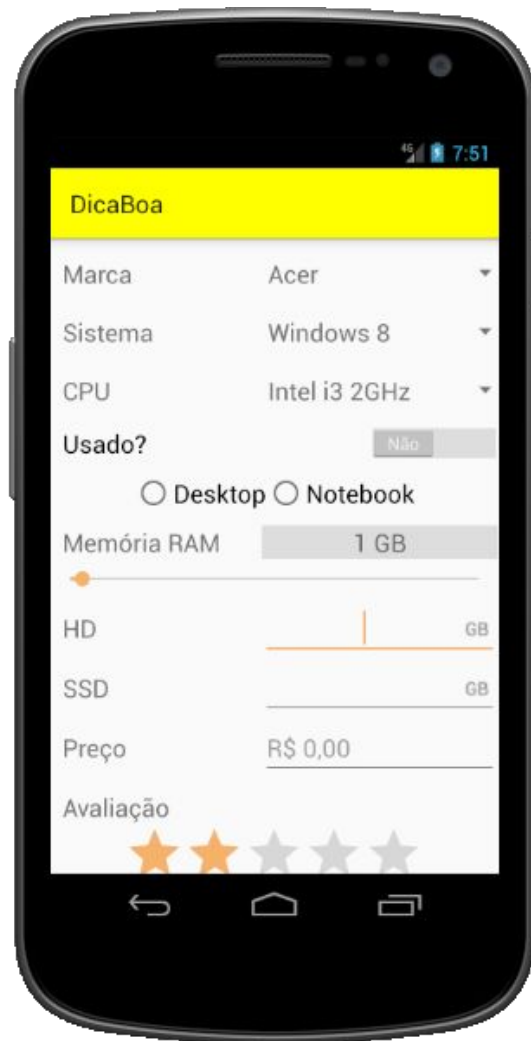 4G 7:51
DicaBoa
Marca Acer
Sistema Windows 8
CPU Intel i3 2GHz
Usado? Não
Desktop Notebook
Memória RAM 1 GB
HD GB
SSD GB
Preço R$ 0,00
Avaliação